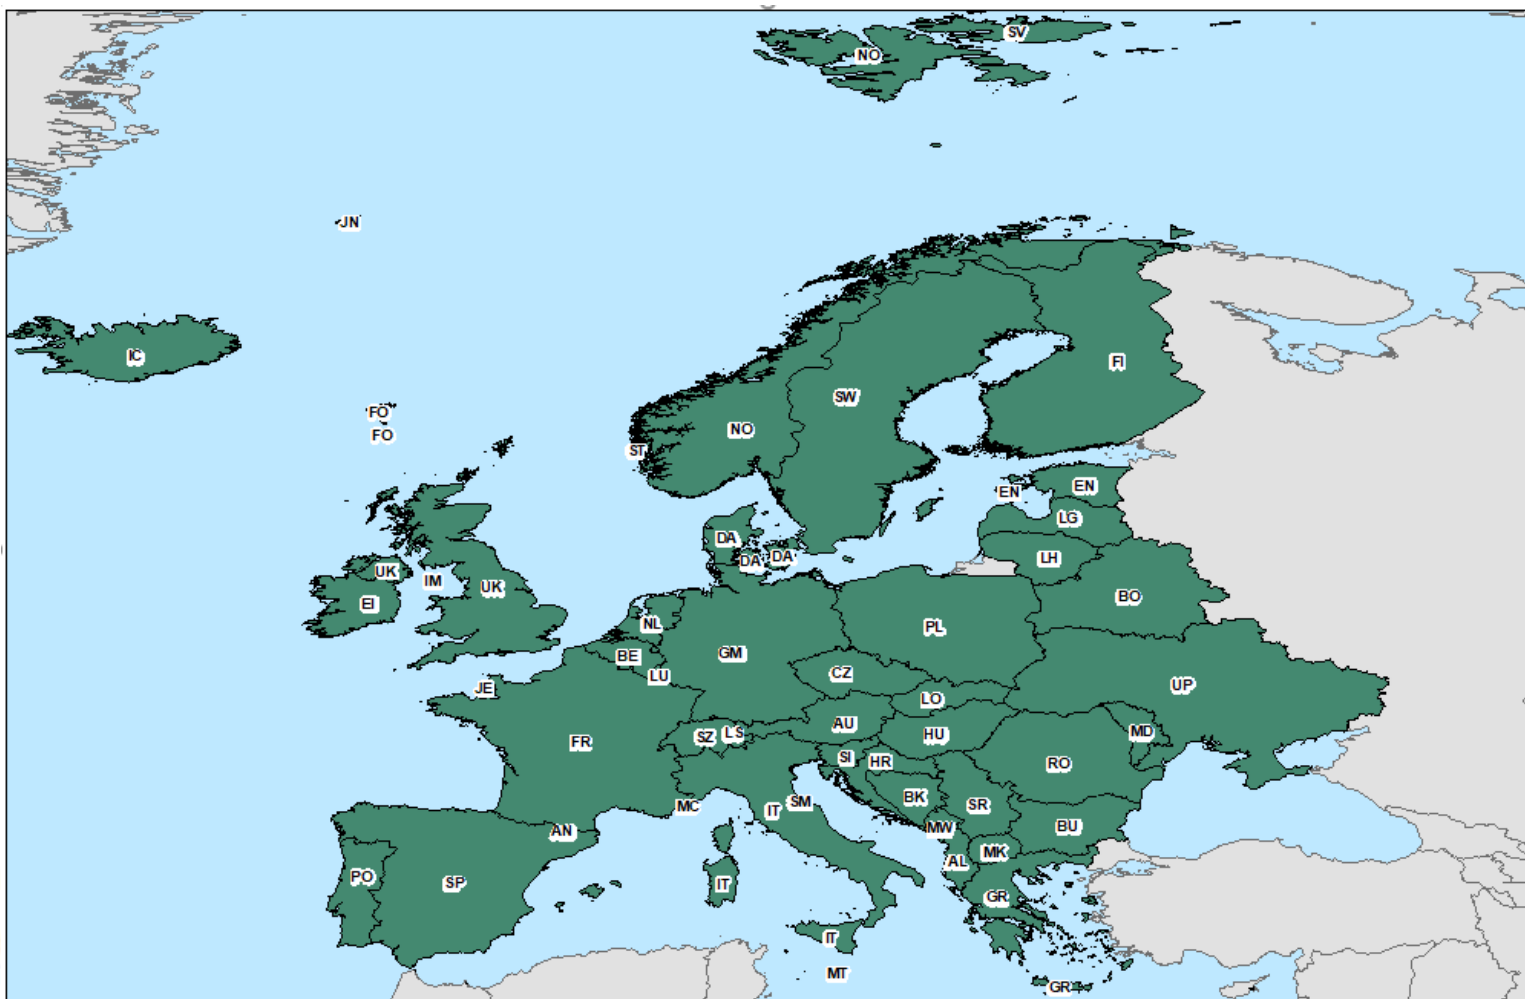 SV
NO
JN
IC
FI
SW
FO
NO
FO
ST
EN
EN
LG
DA
DA
DA
LH
UK
IM
UK
BO
EI
NL
PL
BE
GM
LU
CZ
UP
JE
LO
AU
MD
SZ
LS
HU
FR
SI
HR
RO
BK
SR
MC
SM
IT
BU
MW
AN
MK
AL
PO
SP
IT
GR
IT
MT
GR